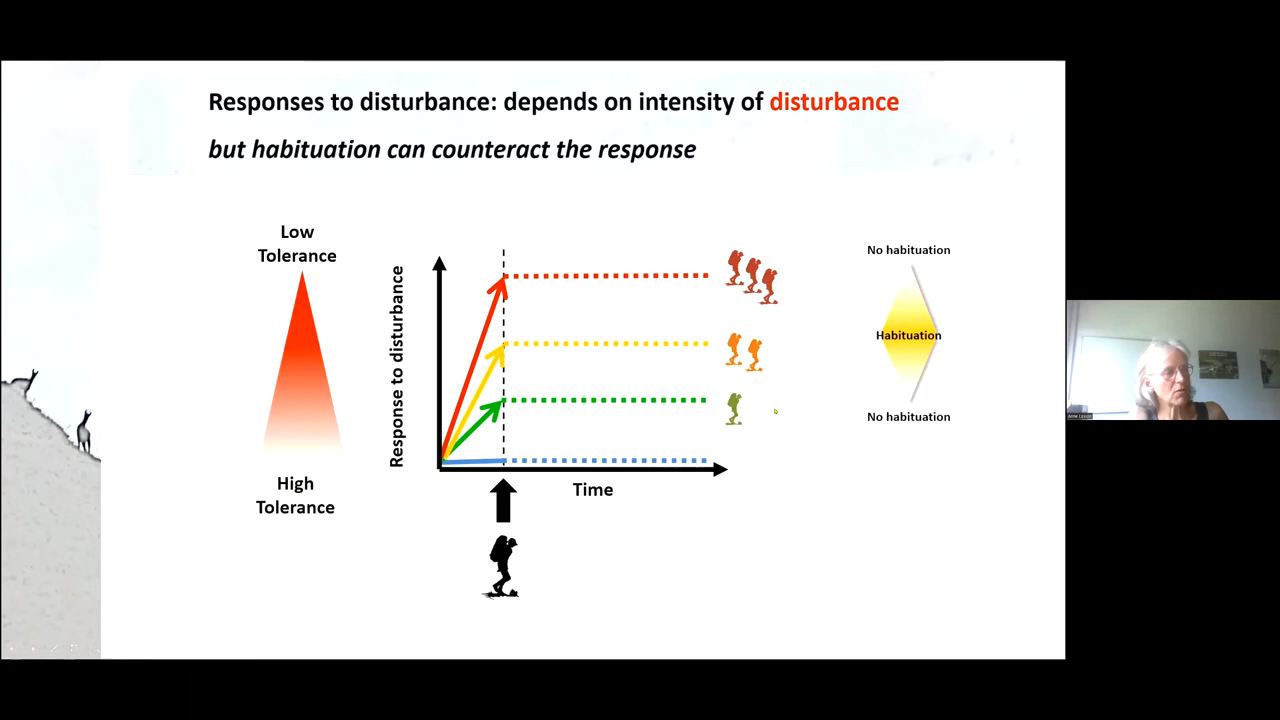 Responses to disturbance: depends on intensity of disturbance
but habituation can counteract the response
Low
Tolerance
High
Tolerance
Response to disturbance
Time
No habituation
Habituation
No habituation